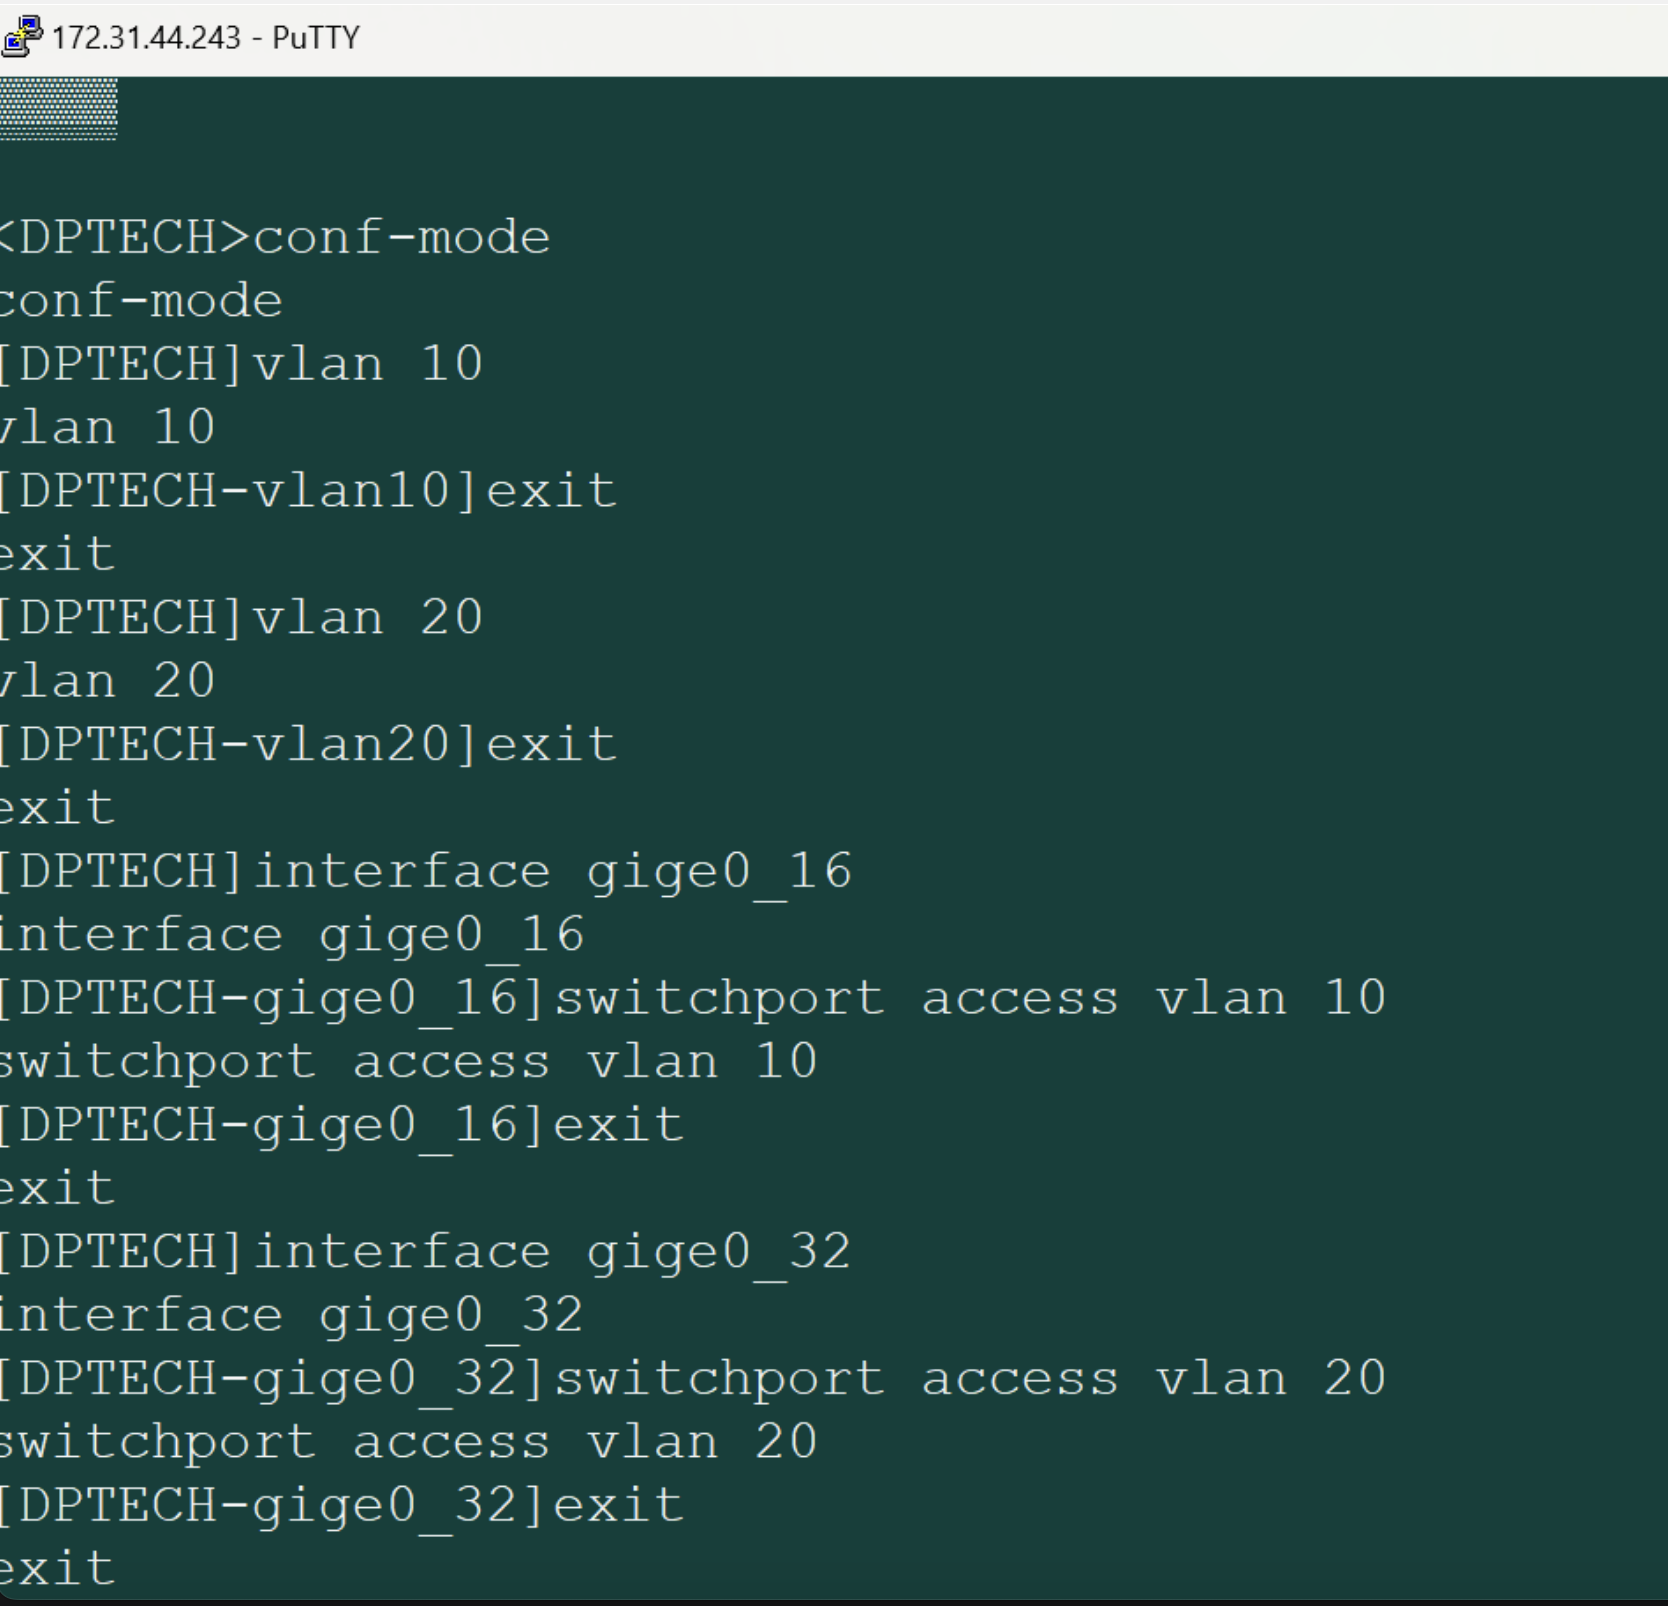 172.31.44.243 - PuTTY
<DPTECH>conf-mode
conf-mode
[DPTECH]vlan 10
vlan 10
[DPTECH-vlan10]exit
exit
[DPTECH]vlan 20
vlan 20
[DPTECH-vlan20]exit
exit
[DPTECH]interface gige0_16
interface gige0_16
[DPTECH-gige0_16]switchport access vlan 10
switchport access vlan 10
[DPTECH-gige0_16]exit
exit
[DPTECH]interface gige0_32
interface gige0_32
[DPTECH-gige0_32]switchport access vlan 20
switchport access vlan 20
[DPTECH-gige0_32]exit
exit